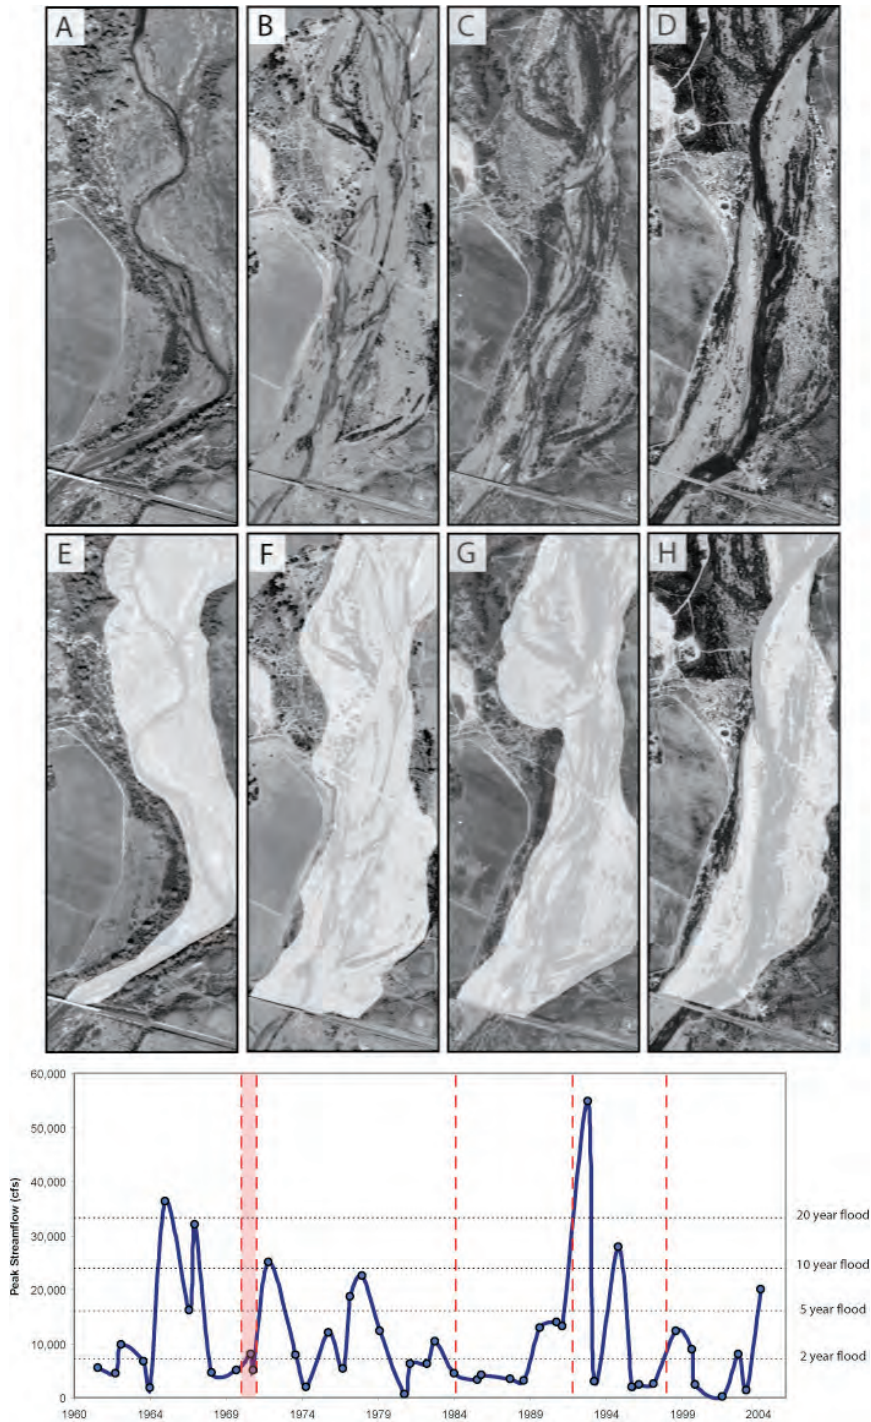 A B C D
E F G H
60,000
50,000
40,000
30,000
20,000
10,000
0
Peak Streamflow (cfs)
20 year flood
10 year flood
5 year flood
2 year flood
1960 1964 1969 1974 1979 1984 1989 1994 1999 2004